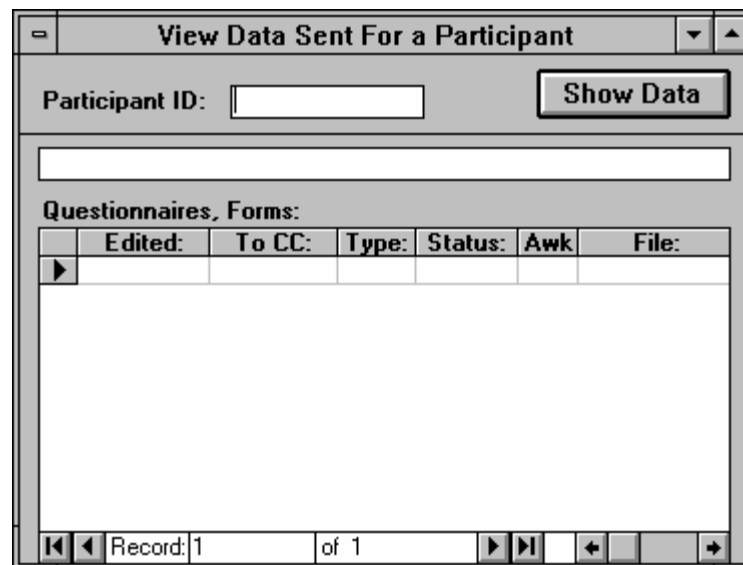 View Data Sent For a Participant
Participant ID: Show Data
Questionnaires, Forms:
Edited: To CC: Type: Status: Awk File:
Record: 1 of 1